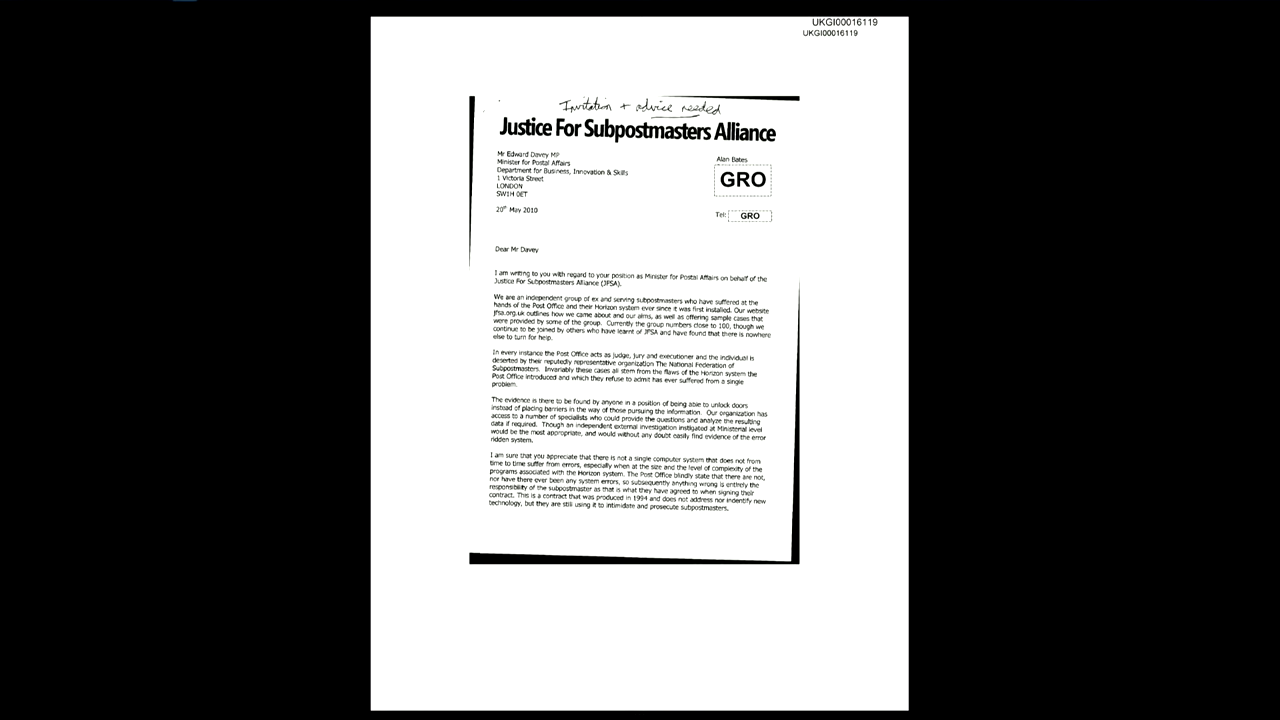 UKGI00016119
UKGI00016119
Invitation + advice needed
Justice For Subpostmasters Alliance
Mr Edward Davey MP
Minister for Postal Affairs
Department for Business, Innovation & Skills
1 Victoria Street
LONDON
SW1H 0ET
Alan Bates
GRO
Tel: GRO
20th May 2010
Dear Mr Davey
I am writing to you with regard to your position as Minister for Postal Affairs on behalf of the
Justice For Subpostmasters Alliance (JFSA).
We are an independent group of ex and serving subpostmasters who have suffered at the
hands of the Post Office and their Horizon system ever since it was first installed. Our website
jfsa.org.uk outlines how we came about and our aims, as well as offering sample cases that
were provided by some of the group. Currently the group numbers close to 100, though we
continue to be joined by others who have learnt of JFSA and have found that there is nowhere
else to turn for help.
In every instance the Post Office acts as judge, jury and executioner and the individual is
deserted by their reputedly representative organization The National Federation of
Subpostmasters. Invariably these cases all stem from the flaws of the Horizon system the
Post Office introduced and which they refuse to admit has ever suffered from a single
problem.
The evidence is there to be found by anyone in a position of being able to unlock doors
instead of placing barriers in the way of those pursuing the information. Our organization has
access to a number of specialists who could provide the questions and analyze the resulting
data if required. Though an independent external investigation instigated at Ministerial level
would be the most appropriate, and would without any doubt easily find evidence of the error
ridden system.
I am sure that you appreciate that there is not a single computer system that does not from
time to time suffer from errors, especially when at the size and the level of complexity of the
programs associated with the Horizon system. The Post Office blindly state that there are not,
nor have there ever been any system errors, so subsequently anything wrong is entirely the
responsibility of the subpostmaster as that is what they have agreed to when signing their
contract. This is a contract that was produced in 1994 and does not address nor indentify new
technology, but they are still using it to intimidate and prosecute subpostmasters.